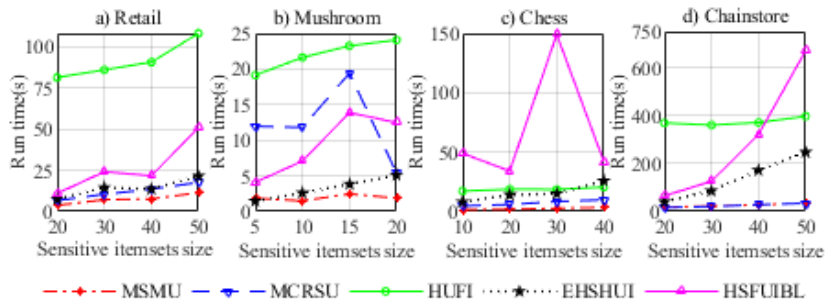 a) Retail
b) Mushroom
c) Chess
d) Chainstore
Run time(s)
100
75
50
25
0
20 30 40 50
Sensitive itemsets size
Run time(s)
25
20
15
10
5
0
5 10 15 20
Sensitive itemsets size
Run time(s)
150
100
50
0
10 20 30 40
Sensitive itemsets size
Run time(s)
750
600
400
200
0
20 30 40 50
Sensitive itemsets size
MSMU MCRSU HUFI EHSHUI HSFUIBL